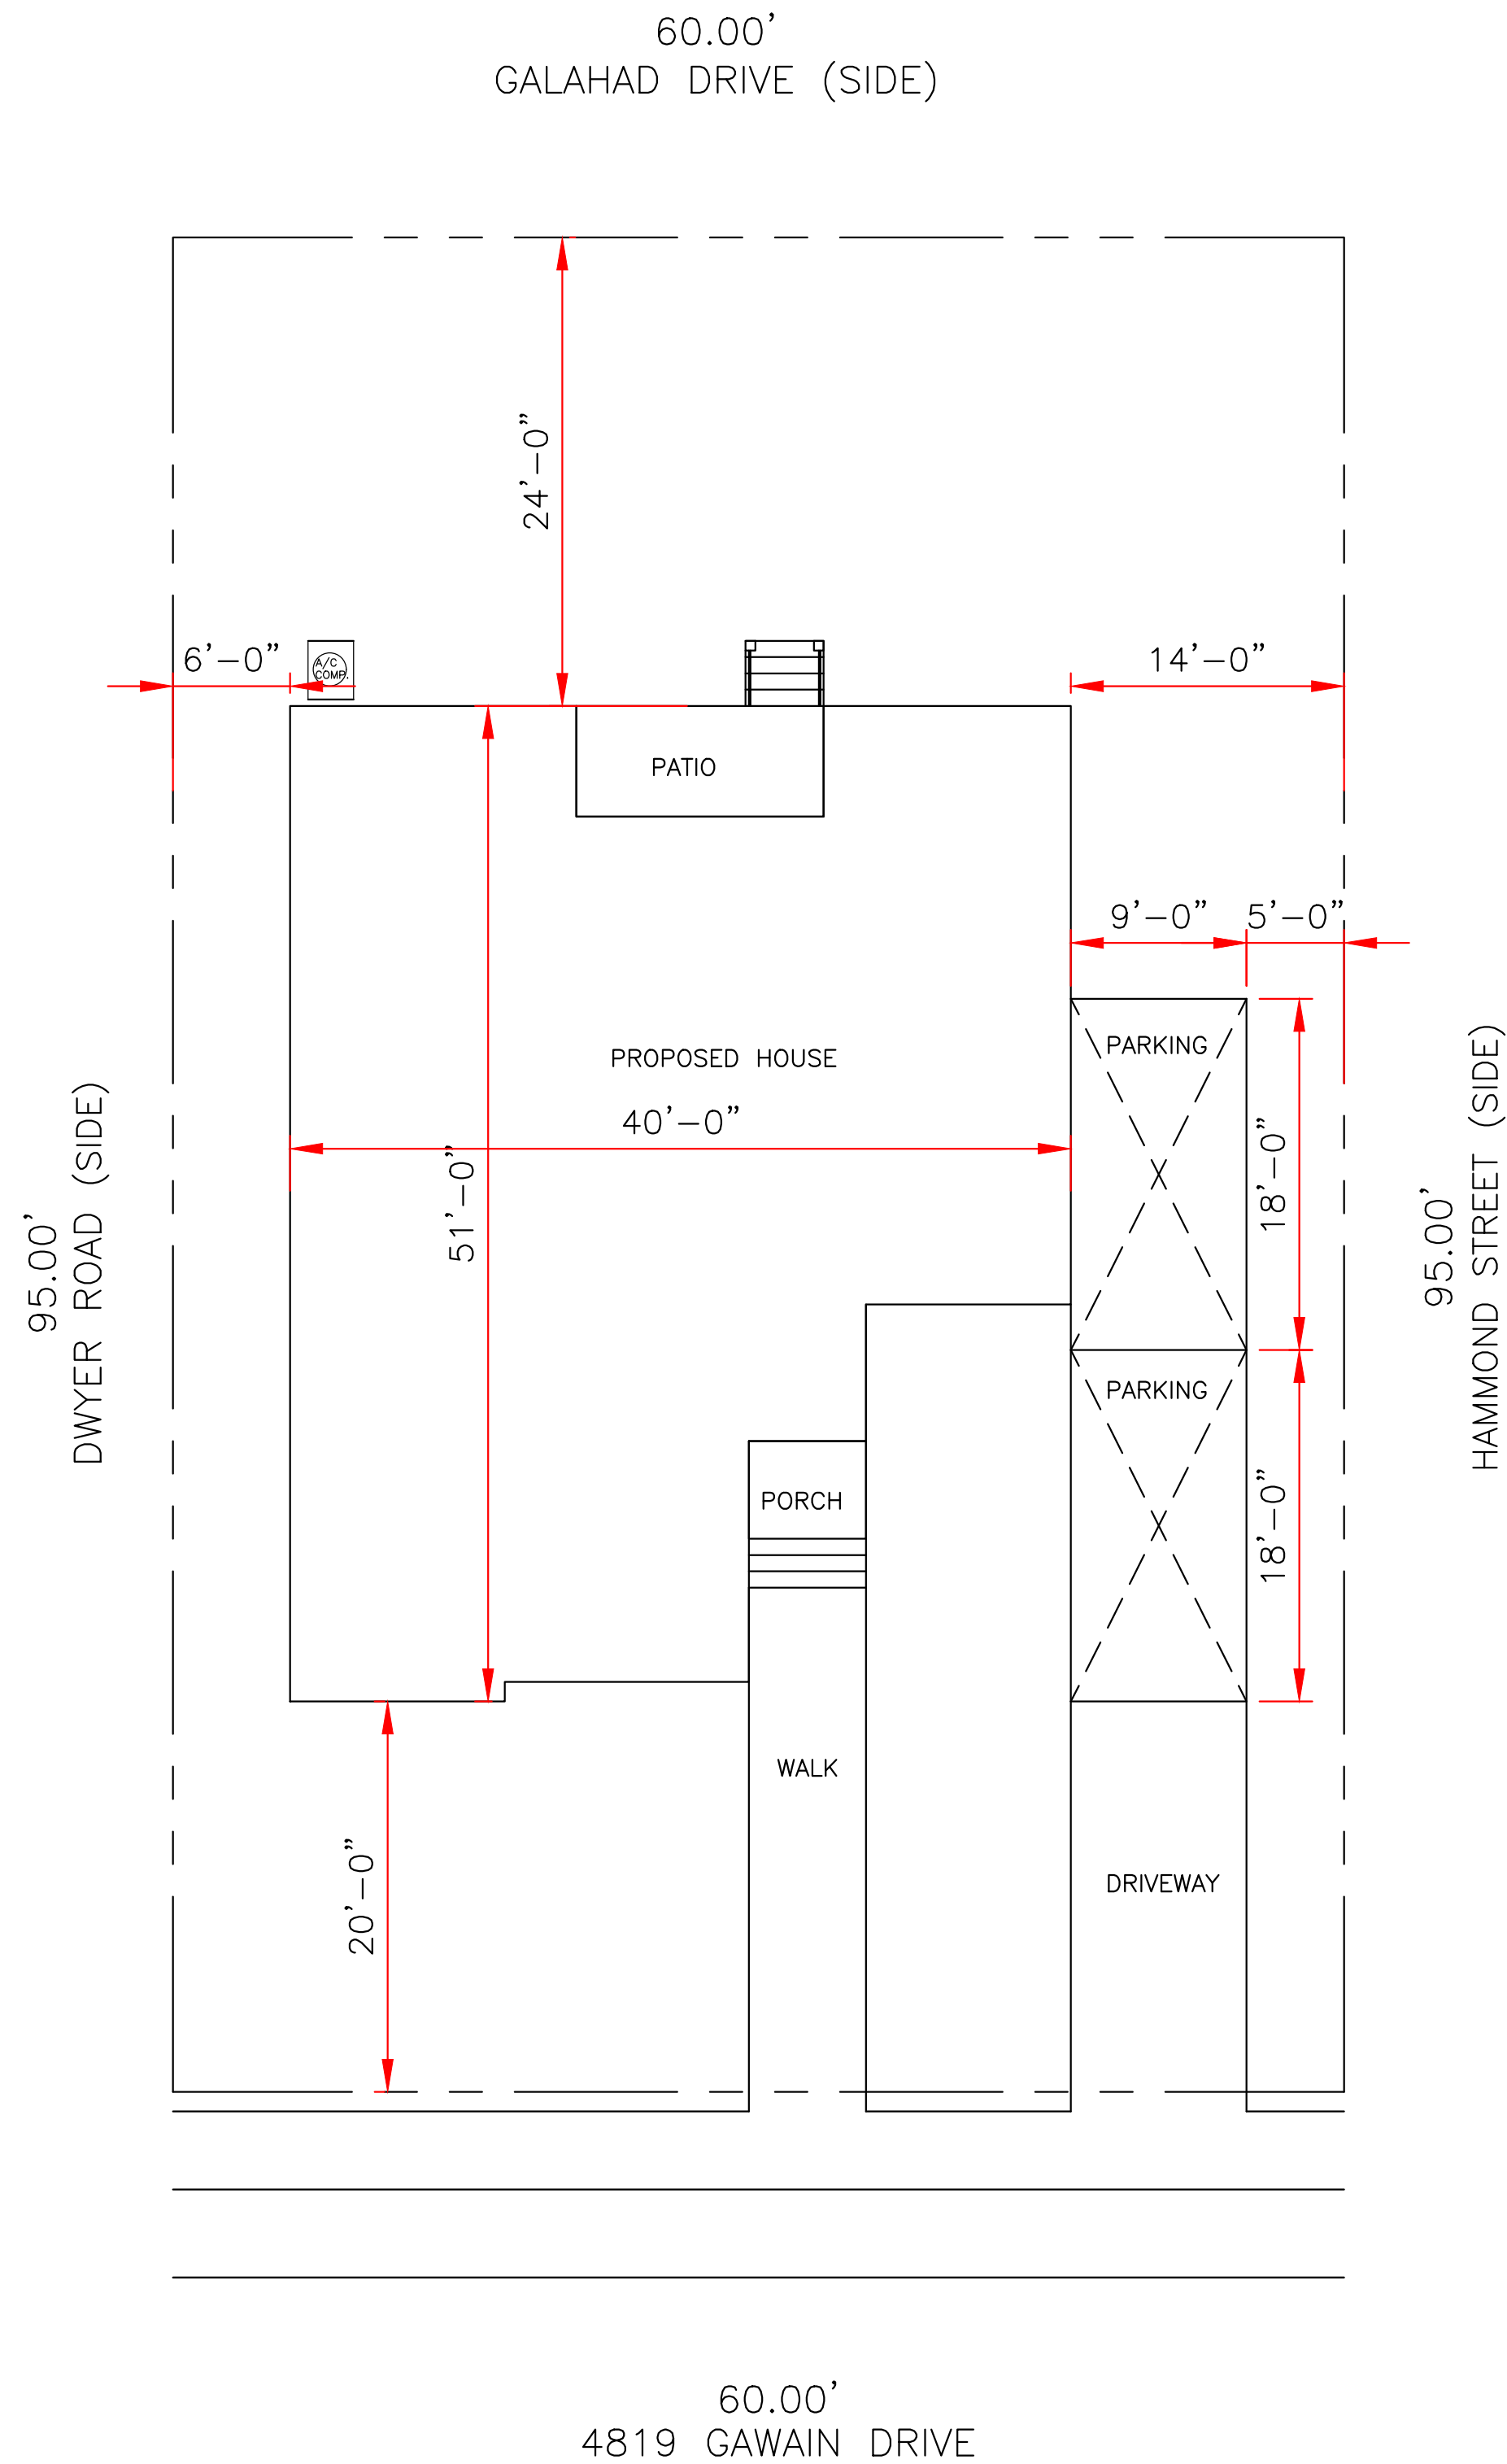 60.00'
GALAHAD DRIVE (SIDE)
24'-0"
6'-0"
A/C
COMP.
14'-0"
PATIO
9'-0"
5'-0"
PROPOSED HOUSE
PARKING
40'-0"
51'-0"
18'-0"
95.00'
DWYER ROAD (SIDE)
95.00'
HAMMOND STREET (SIDE)
PARKING
PORCH
18'-0"
WALK
20'-0"
DRIVEWAY
60.00'
4819 GAWAIN DRIVE